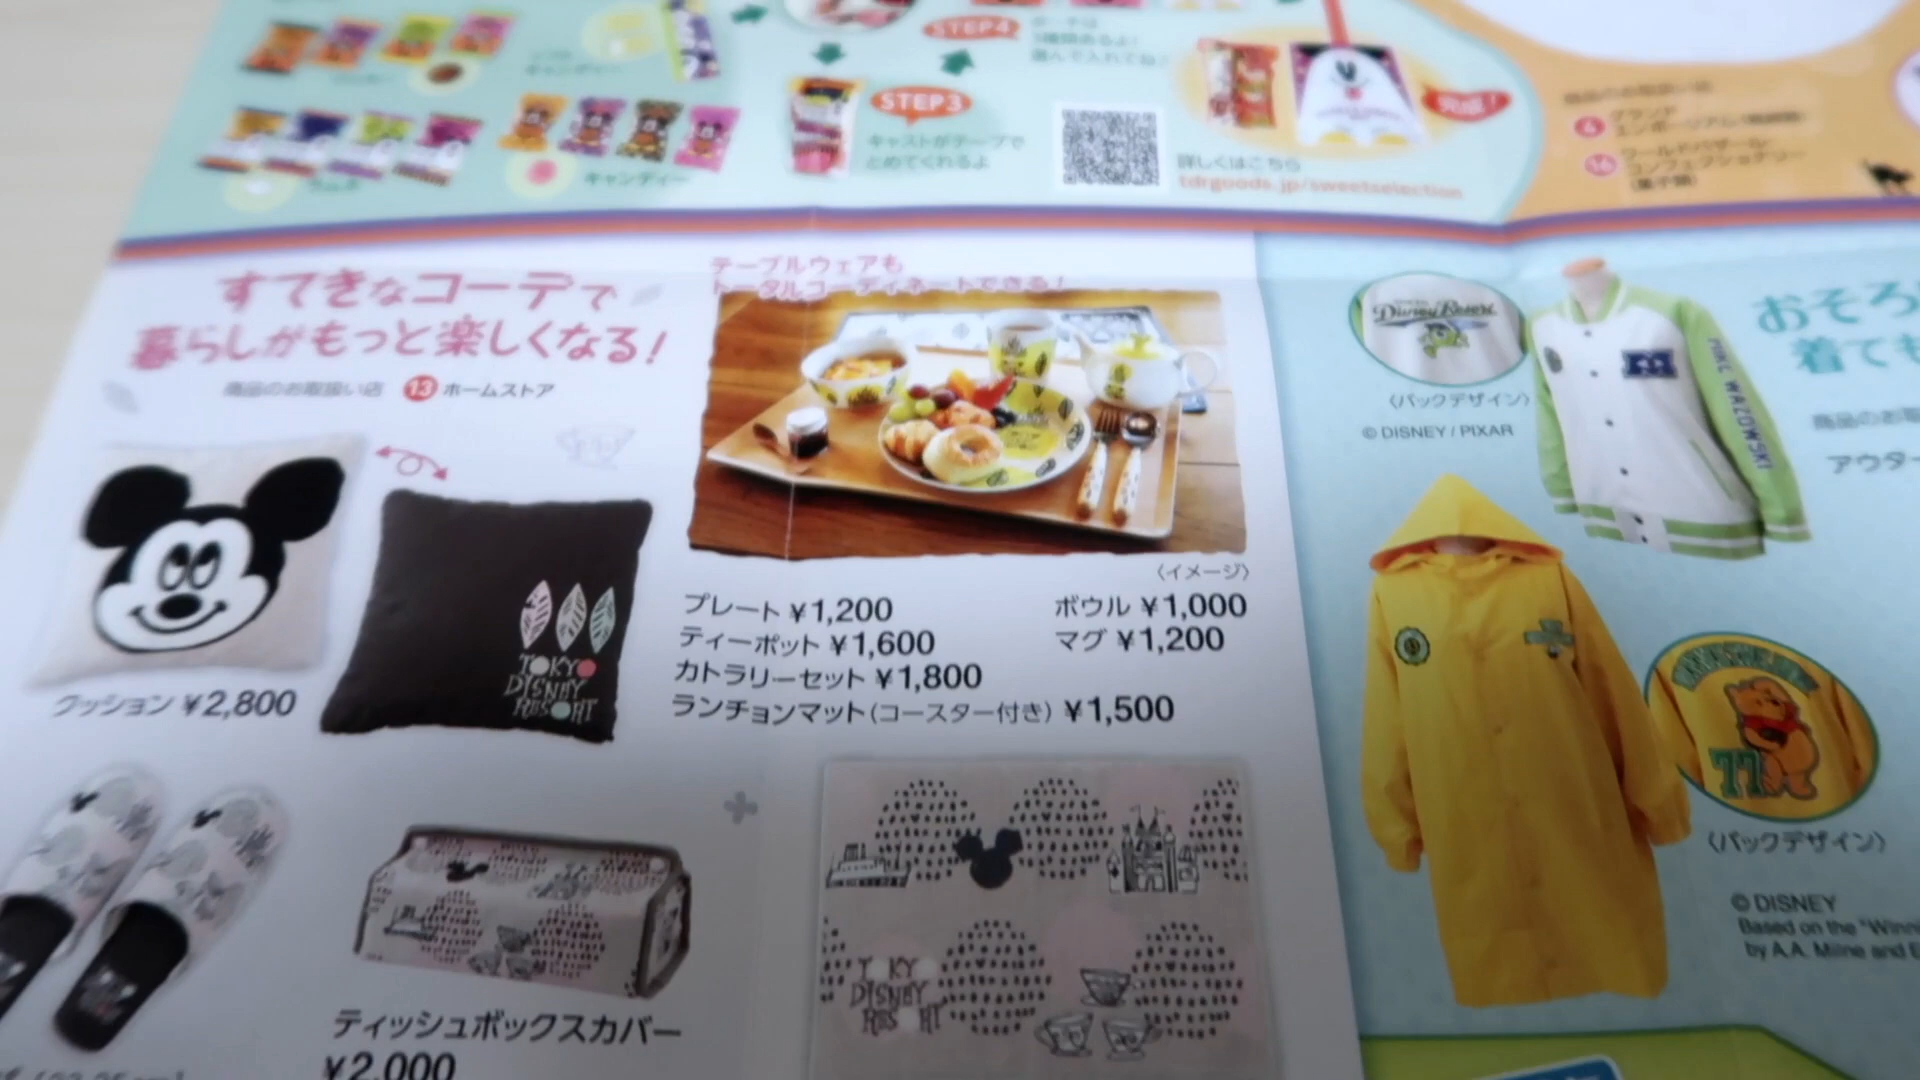 STEP4
STEP3
キャストがテープで
とめてくれるよ
キャンディー
完成!
詳しくはこちら
tdrgoods.jp/sweetselection
すてきなコーデで
暮らしがもっと楽しくなる!
商品のお取扱い店 13 ホームストア
テーブルウェアも
トータルコーディネートできる!
〈イメージ〉
プレート ¥1,200
ボウル ¥1,000
ティーポット ¥1,600
マグ ¥1,200
カトラリーセット ¥1,800
ランチョンマット(コースター付き) ¥1,500
クッション ¥2,800
TOKYO
DISNEY
RESORT
ティッシュボックスカバー
¥2,000
TOKYO
DISNEY
RESORT
Disney Resort
〈バックデザイン〉
© DISNEY / PIXAR
MIKE WAZOWSKI
おそろ
着ても
アウター
77
〈バックデザイン〉
© DISNEY
Based on the "Winni
by A.A. Milne and E